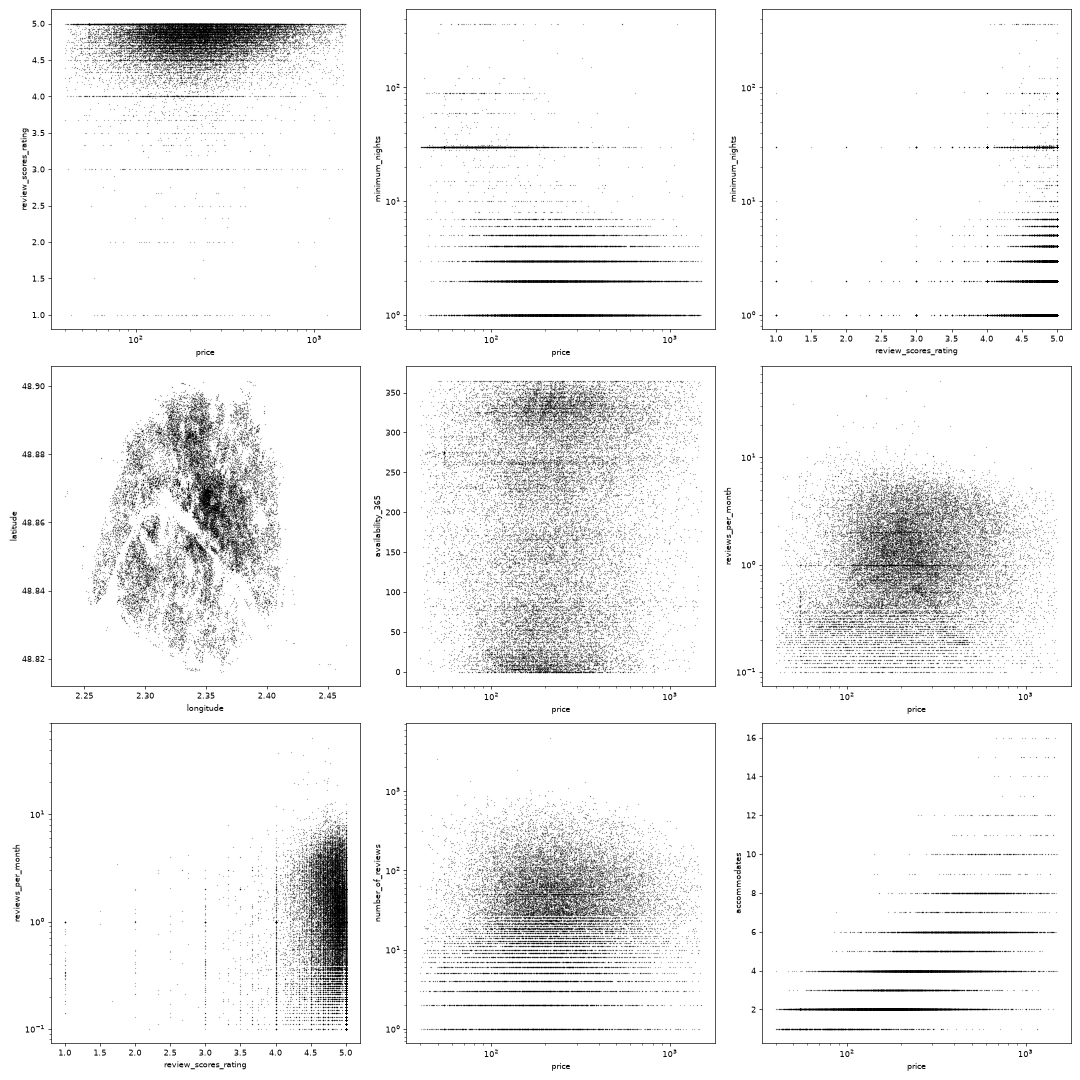 5.0
4.5
4.0
3.5
3.0
2.5
2.0
1.5
1.0
review_scores_rating
10²
10³
price
10²
10¹
10⁰
minimum_nights
10²
10³
price
10²
10¹
10⁰
minimum_nights
1.0 1.5 2.0 2.5 3.0 3.5 4.0 4.5 5.0
review_scores_rating
48.90
48.88
48.86
48.84
48.82
latitude
2.25 2.30 2.35 2.40 2.45
longitude
350
300
250
200
150
100
50
0
availability_365
10²
10³
price
10¹
10⁰
10⁻¹
reviews_per_month
10²
10³
price
10¹
10⁰
10⁻¹
reviews_per_month
1.0 1.5 2.0 2.5 3.0 3.5 4.0 4.5 5.0
review_scores_rating
10³
10²
10¹
10⁰
number_of_reviews
10²
10³
price
16
14
12
10
8
6
4
2
accommodates
10²
10³
price